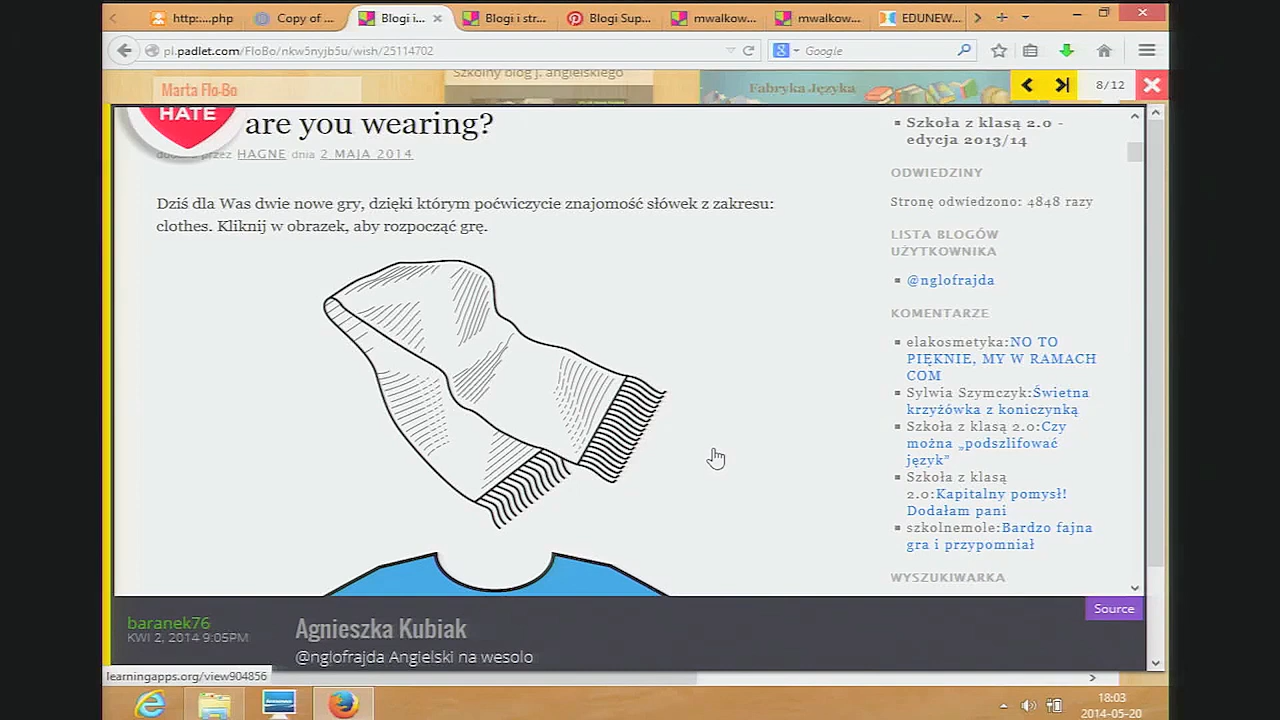 http:....php
Copy of ...
Blogi i...
Blogi i str...
Blogi Sup...
mwalkow...
mwalkow...
EDUNEW...
pl.padlet.com/FloBo/nkw5nyjb5u/wish/25114702
Google
Szkolny blog j. angielskiego
Marta Flo-Bo
Fabryka Języka
8/12
HATE
are you wearing?
dodane przez HAGNE dnia 2 MAJA 2014
Dziś dla Was dwie nowe gry, dzięki którym poćwiczycie znajomość słówek z zakresu:
clothes. Kliknij w obrazek, aby rozpocząć grę.
Szkoła z klasą 2.0 -
edycja 2013/14
ODWIEDZINY
Stronę odwiedzono: 4848 razy
LISTA BLOGÓW
UŻYTKOWNIKA
@nglofrajda
KOMENTARZE
elakosmetyka:NO TO
PIĘKNIE, MY W RAMACH
COM
Sylwia Szymczyk:Świetna
krzyżówka z koniczynką
Szkoła z klasą 2.0:Czy
można „podszlifować
język”
Szkoła z klasą
2.0:Kapitalny pomysł!
Dodałam pani
szkolnemole:Bardzo fajna
gra i przypomniał
WYSZUKIWARKA
Source
baranek76
KWI 2, 2014 9:05PM
Agnieszka Kubiak
@nglofrajda Angielski na wesolo
learningapps.org/view904856
18:03
2014-05-20